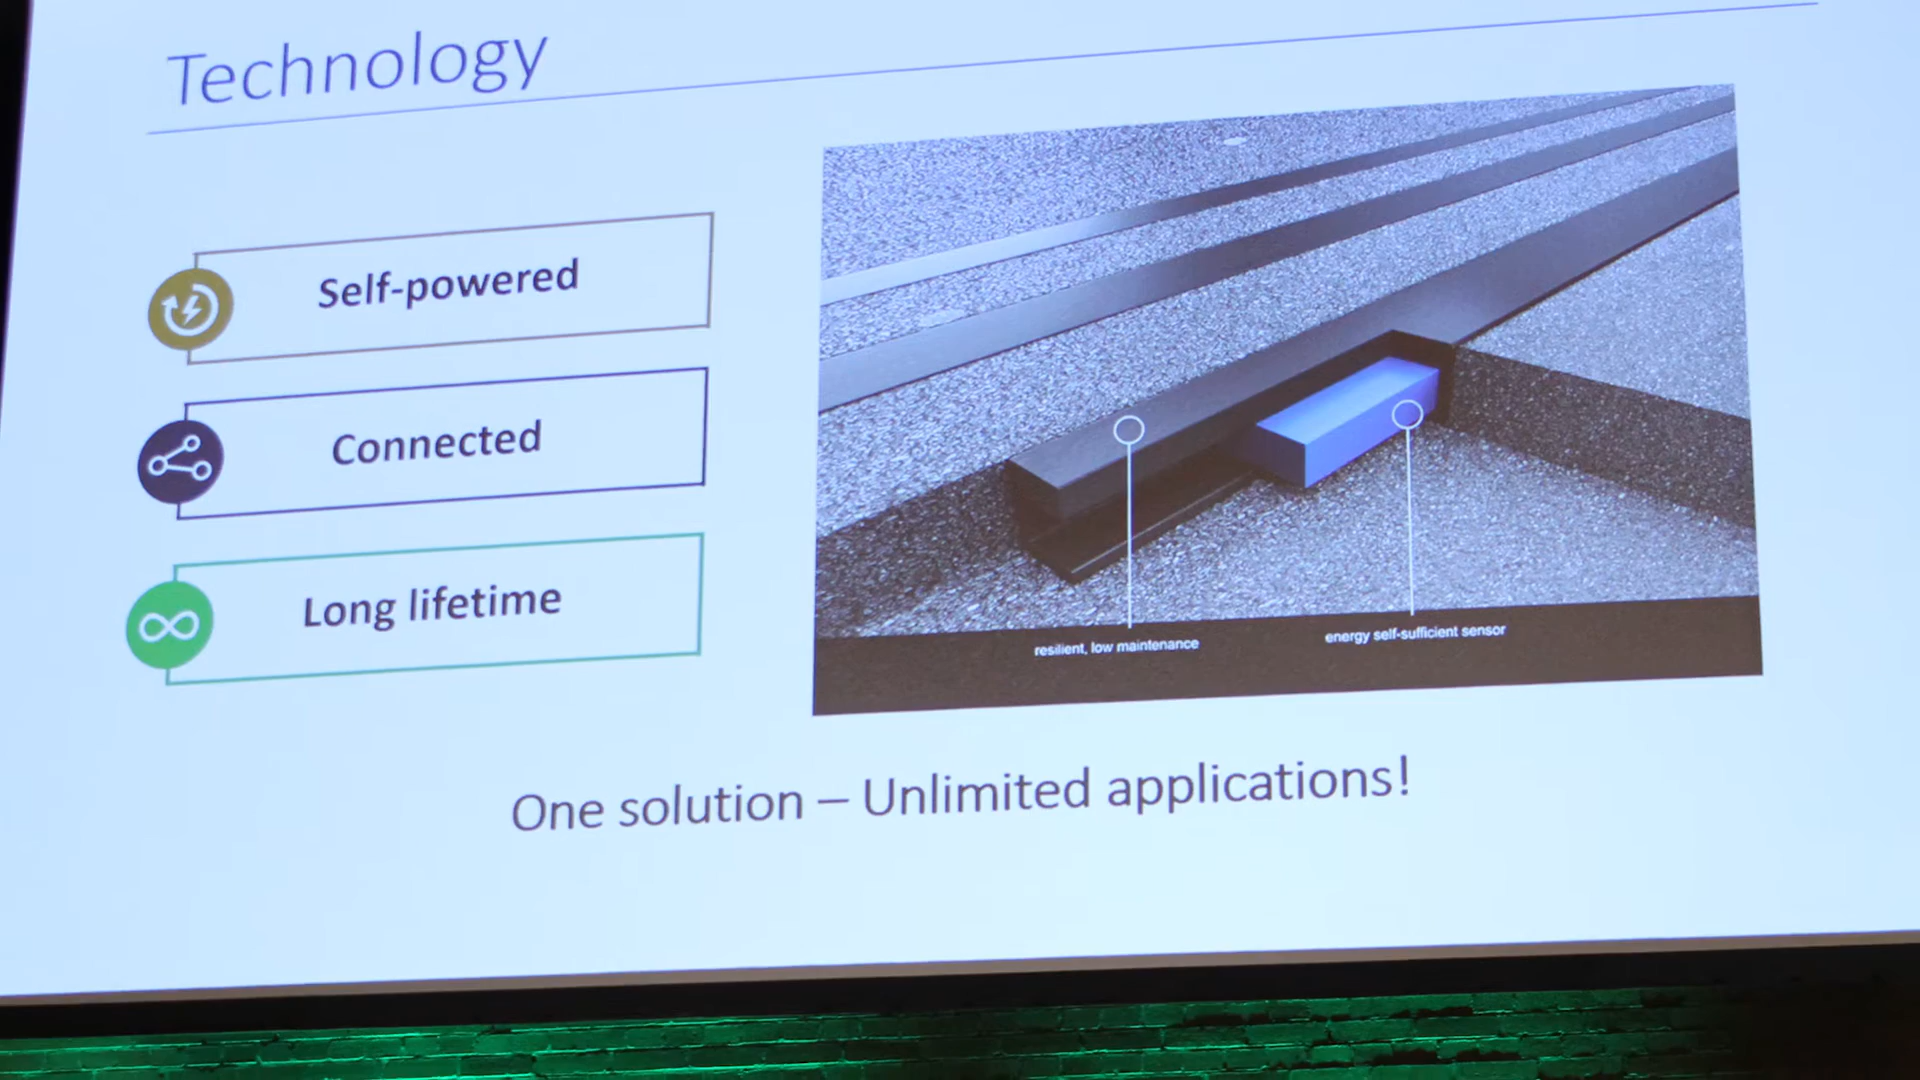 Technology
Self-powered
Connected
Long lifetime
resilient, low maintenance
energy self-sufficient sensor
One solution – Unlimited applications!